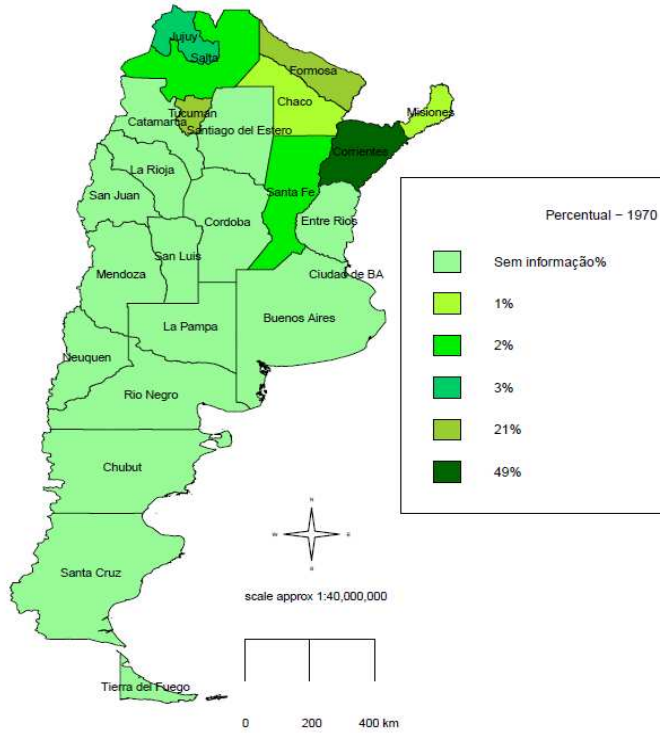 Jujuy
Salta
Formosa
Chaco
Misiones
Tucumán
Catamarca
Santiago del Estero
Corrientes
La Rioja
San Juan
Santa Fe
Cordoba
Entre Rios
San Luis
Mendoza
Ciudad de BA
Buenos Aires
La Pampa
Neuquen
Rio Negro
Chubut
Santa Cruz
Tierra del Fuego
Percentual – 1970
Sem informação%
1%
2%
3%
21%
49%
N
W
E
S
scale approx 1:40,000,000
0 200 400 km